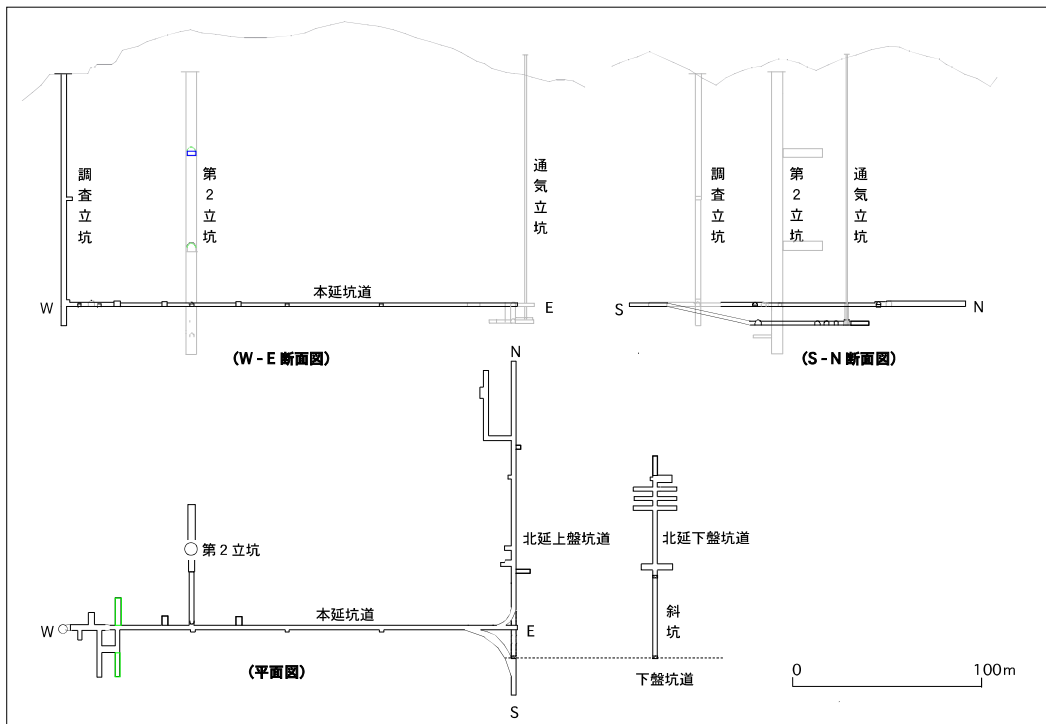 調査立坑
第2立坑
通気立坑
W
本延坑道
E
(W - E 断面図)
調査立坑
第2立坑
通気立坑
S
N
(S - N 断面図)
N
北延上盤坑道
北延下盤坑道
第2立坑
本延坑道
斜坑
W
E
(平面図)
下盤坑道
0
100m
S